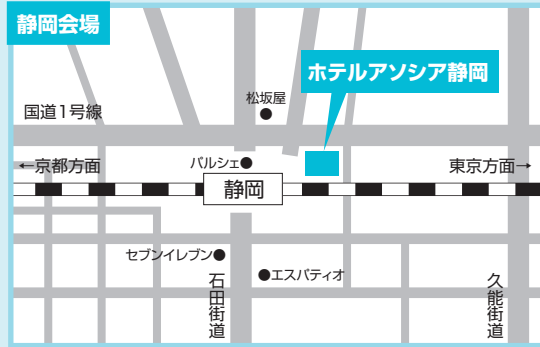 静岡会場
ホテルアソシア静岡
松坂屋
国道1号線
パルシェ
←京都方面
東京方面→
静岡
セブンイレブン
エスパティオ
石田街道
久能街道